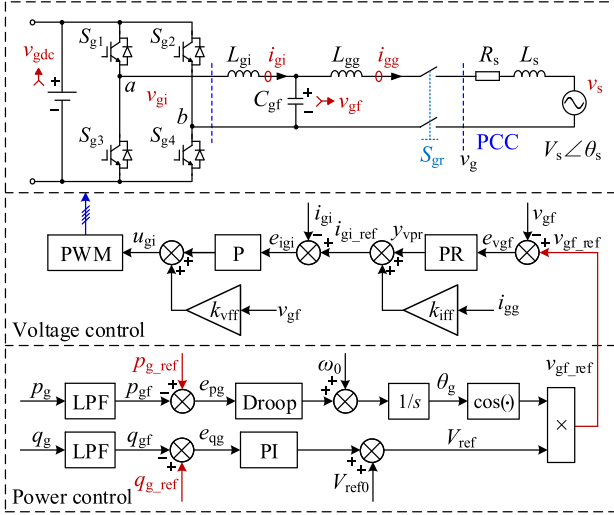 S_g1 S_g2 L_gi i_gi L_gg i_gg R_s L_s
v_gdc
+ a v_gi C_gf + v_gf v_s
- b -
S_g3 S_g4 S_gr v_g PCC V_s∠θ_s
i_gi v_gf
u_gi e_igi - i_gi_ref y_vpr e_vgf - v_gf_ref
PWM + P + + PR +
+ +
k_vff v_gf k_iff i_gg
Voltage control
p_g_ref ω_0 v_gf_ref
p_g LPF p_gf - + e_pg Droop + + 1/s θ_g cos(·)
×
q_g LPF q_gf - + e_qg PI + + V_ref
q_g_ref V_ref0
Power control